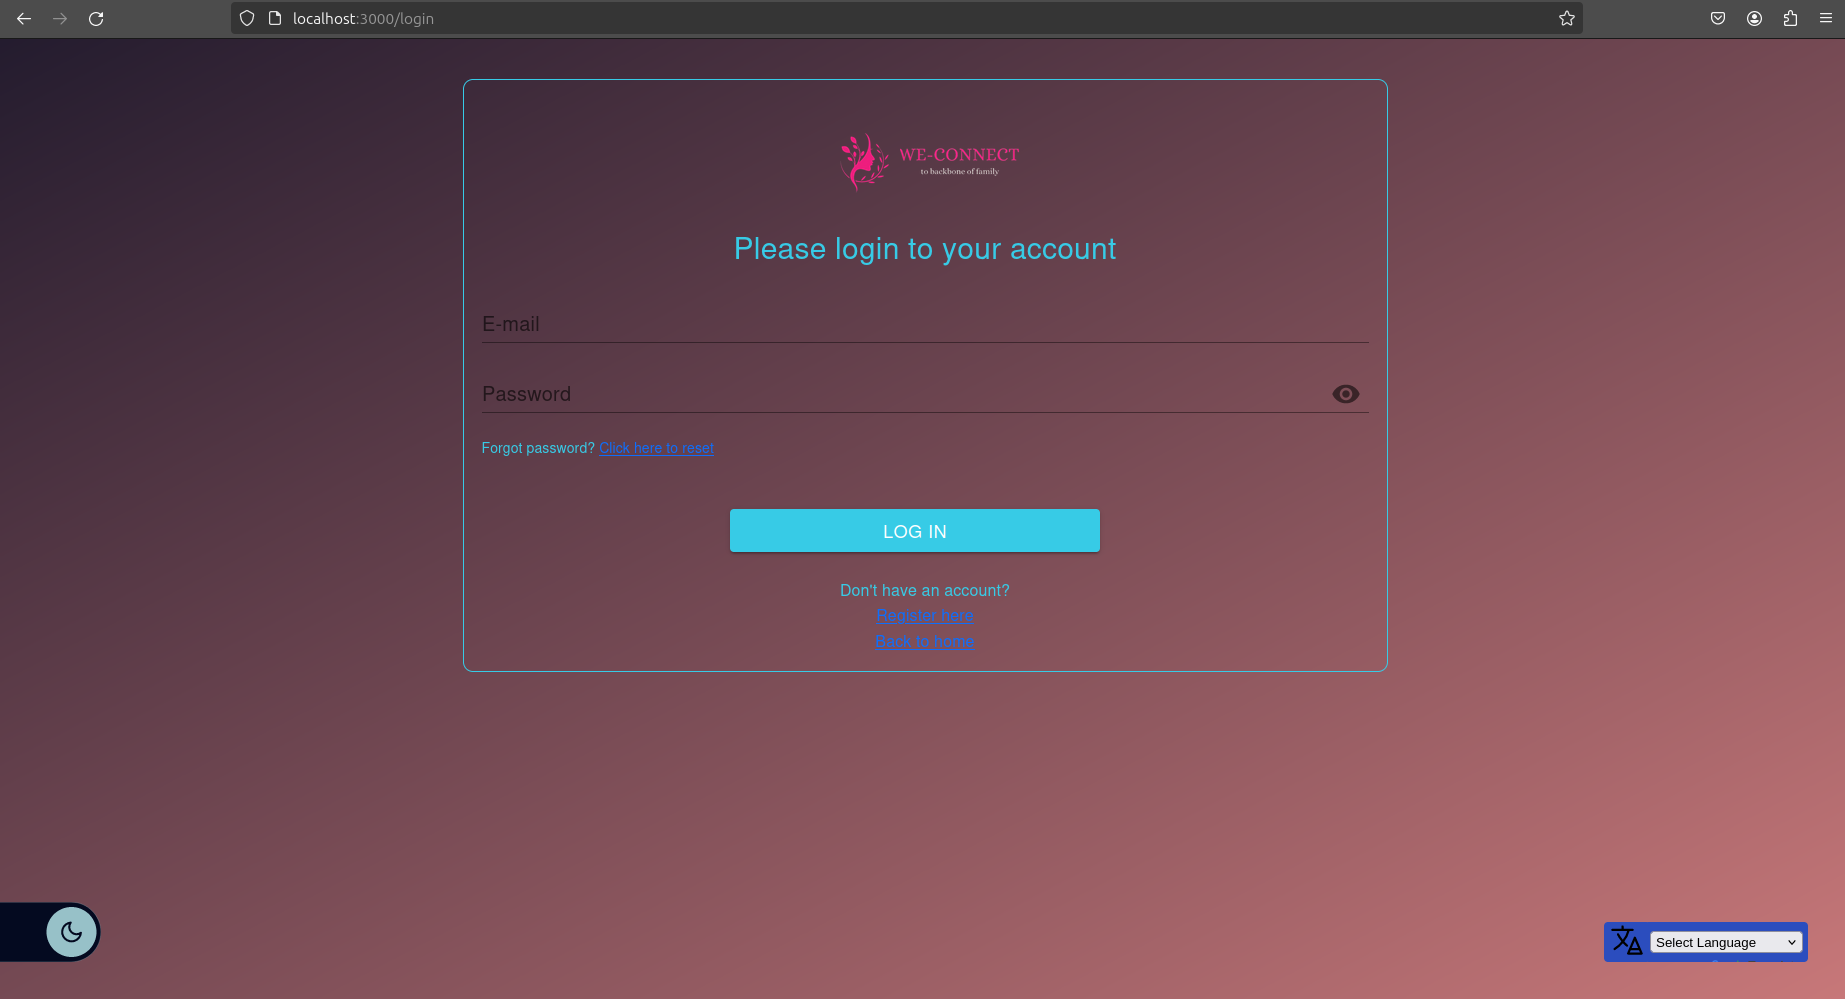 localhost:3000/login
WE-CONNECT
to backbone of family
Please login to your account
E-mail
Password
Forgot password? Click here to reset
LOG IN
Don't have an account?
Register here
Back to home
Select Language